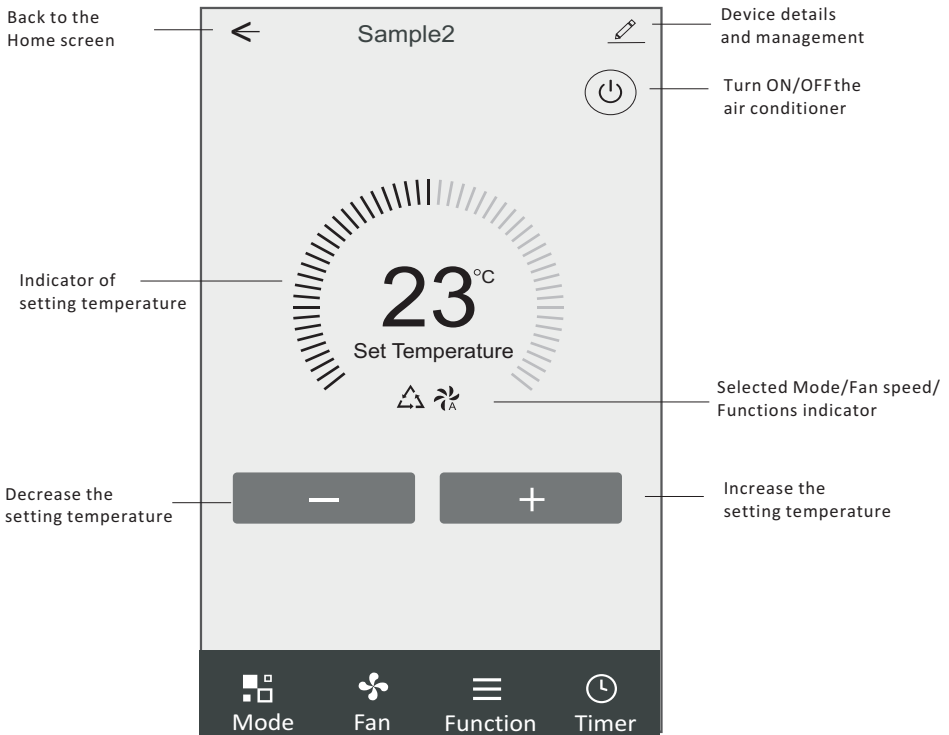 Back to the
Home screen
Sample2
Device details
and management
Turn ON/OFF the
air conditioner
Indicator of
setting temperature
23°C
Set Temperature
A
Selected Mode/Fan speed/
Functions indicator
Decrease the
setting temperature
−
+
Increase the
setting temperature
Mode
Fan
Function
Timer